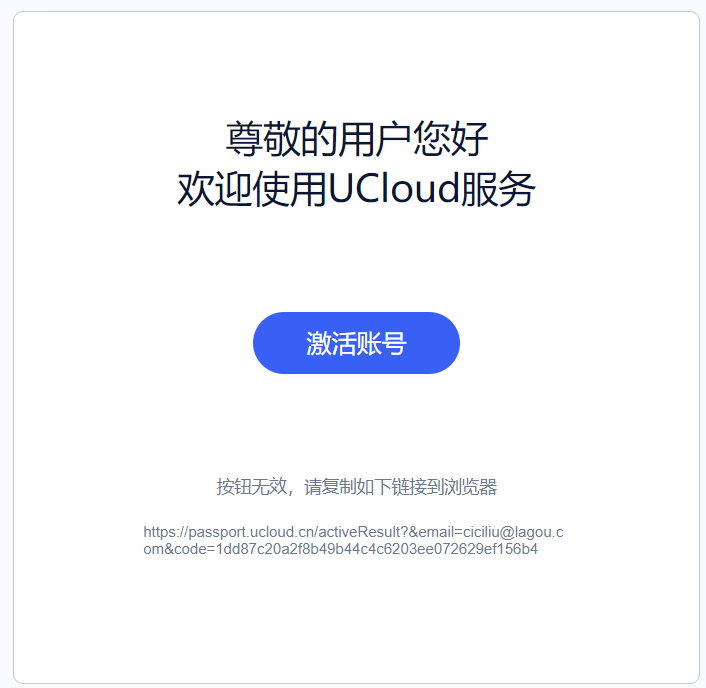 尊敬的用户您好
欢迎使用UCloud服务
激活账号
按钮无效，请复制如下链接到浏览器
https://passport.ucloud.cn/activeResult?&email=ciciliu@lagou.c
om&code=1dd87c20a2f8b49b44c4c6203ee072629ef156b4